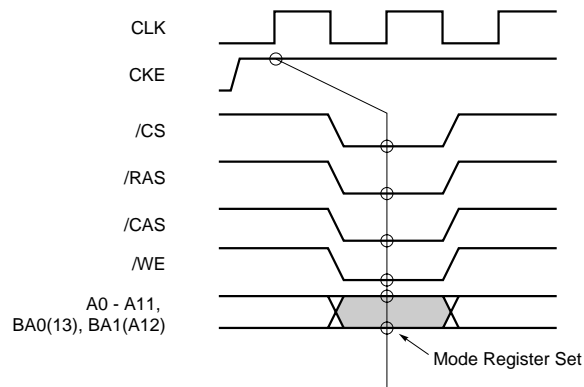 CLK
CKE
/CS
/RAS
/CAS
/WE
A0 - A11,
BA0(13), BA1(A12)
Mode Register Set